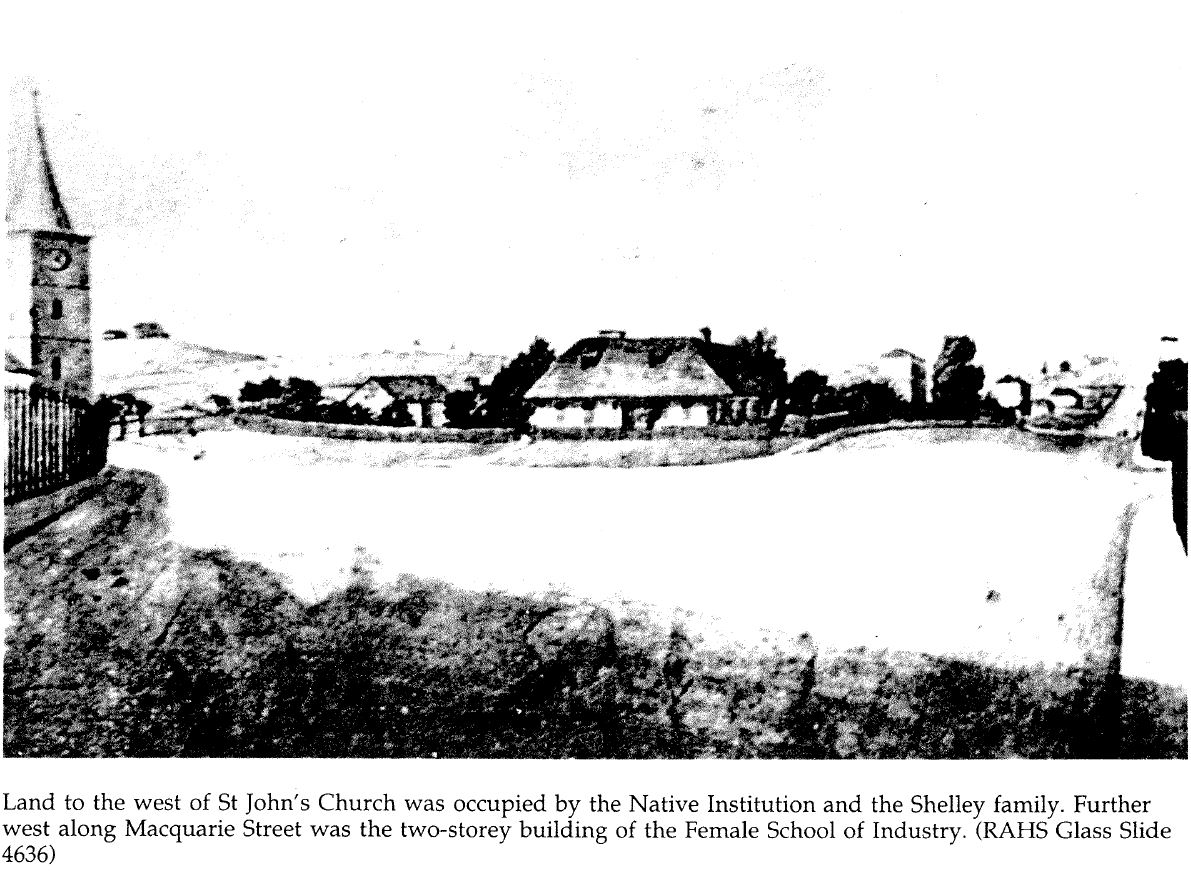 Land to the west of St John's Church was occupied by the Native Institution and the Shelley family. Further
west along Macquarie Street was the two-storey building of the Female School of Industry. (RAHS Glass Slide
4636)